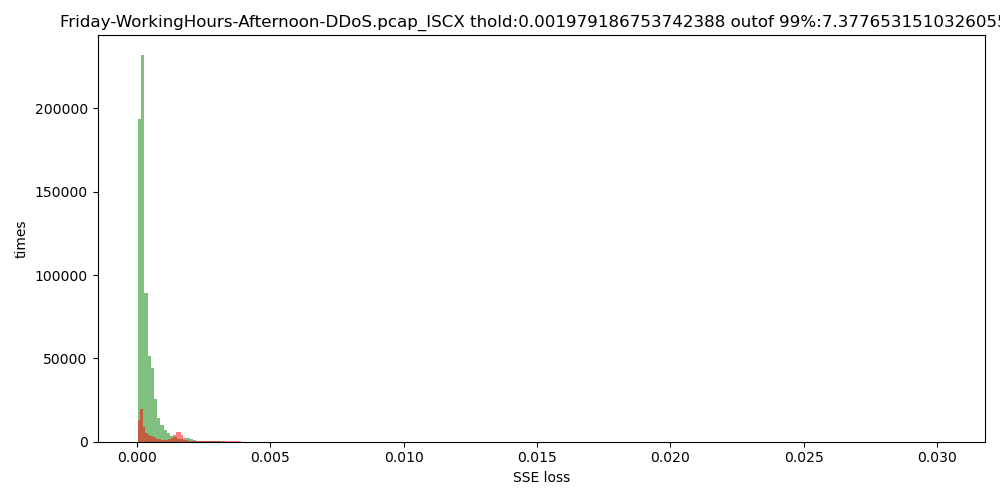 Friday-WorkingHours-Afternoon-DDoS.pcap_ISCX thold:0.001979186753742388 outof 99%:7.377653151032605
times
200000
150000
100000
50000
0
0.000 0.005 0.010 0.015 0.020 0.025 0.030
SSE loss